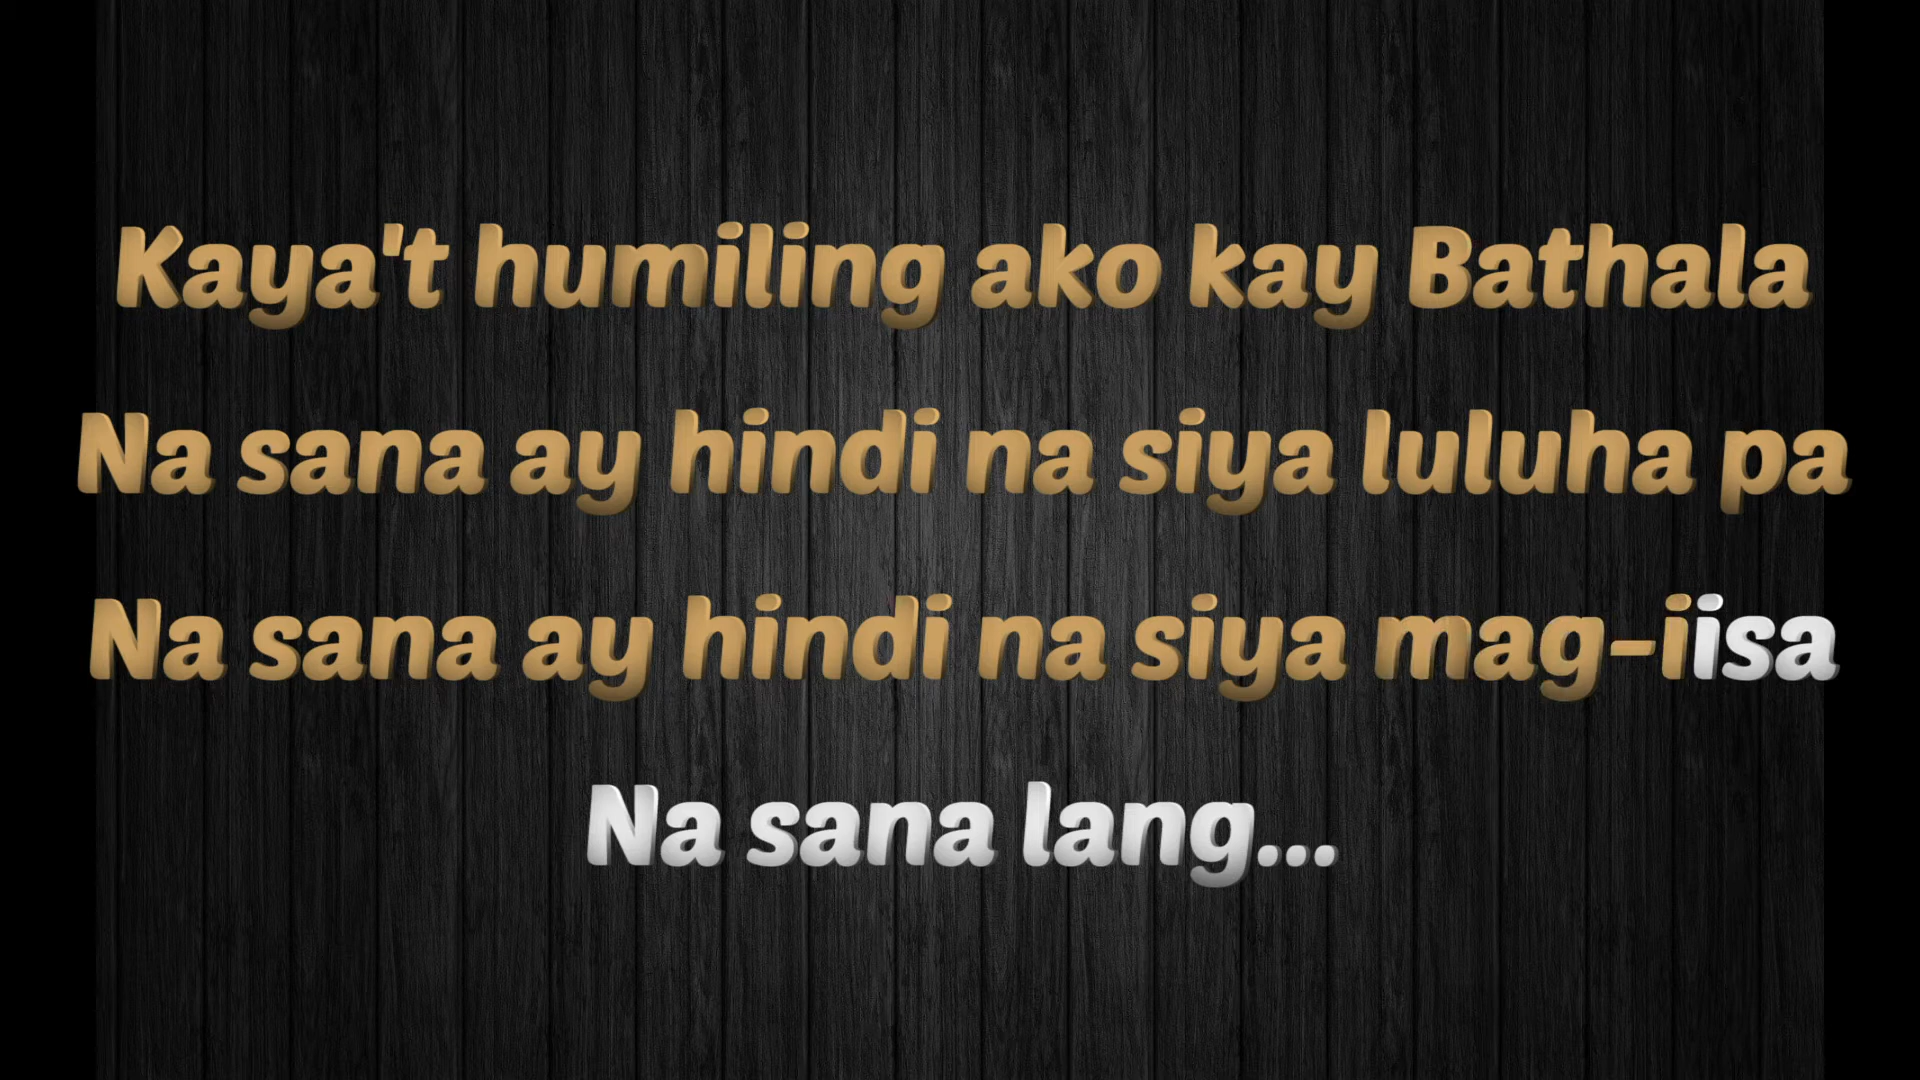 Kaya't humiling ako kay Bathala
Na sana ay hindi na siya luluha pa
Na sana ay hindi na siya mag-iisa
Na sana lang...